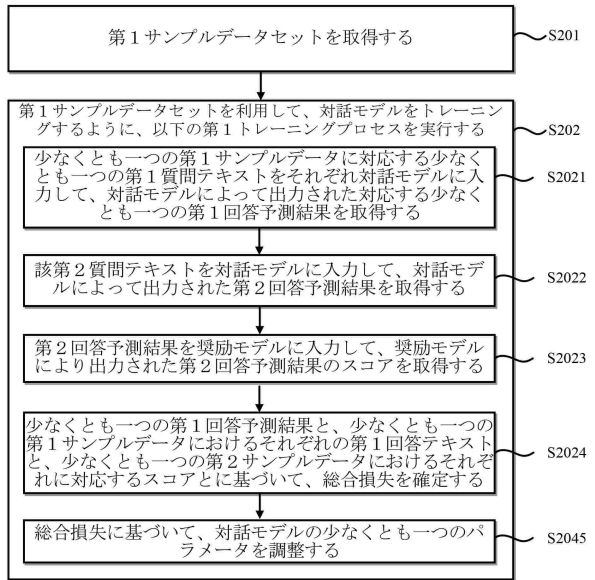 第１サンプルデータセットを取得する
S201
第１サンプルデータセットを利用して、対話モデルをトレーニン
グするように、以下の第１トレーニングプロセスを実行する
S202
少なくとも一つの第１サンプルデータに対応する少なく
とも一つの第１質問テキストをそれぞれ対話モデルに入
力して、対話モデルによって出力された対応する少なく
とも一つの第１回答予測結果を取得する
S2021
該第２質問テキストを対話モデルに入力して、対話モデ
ルによって出力された第２回答予測結果を取得する
S2022
第２回答予測結果を奨励モデルに入力して、奨励モデル
により出力された第２回答予測結果のスコアを取得する
S2023
少なくとも一つの第１回答予測結果と、少なくとも一つの
第１サンプルデータにおけるそれぞれの第１回答テキスト
と、少なくとも一つの第２サンプルデータにおけるそれぞ
れに対応するスコアとに基づいて、総合損失を確定する
S2024
総合損失に基づいて、対話モデルの少なくとも一つのパ
ラメータを調整する
S2045